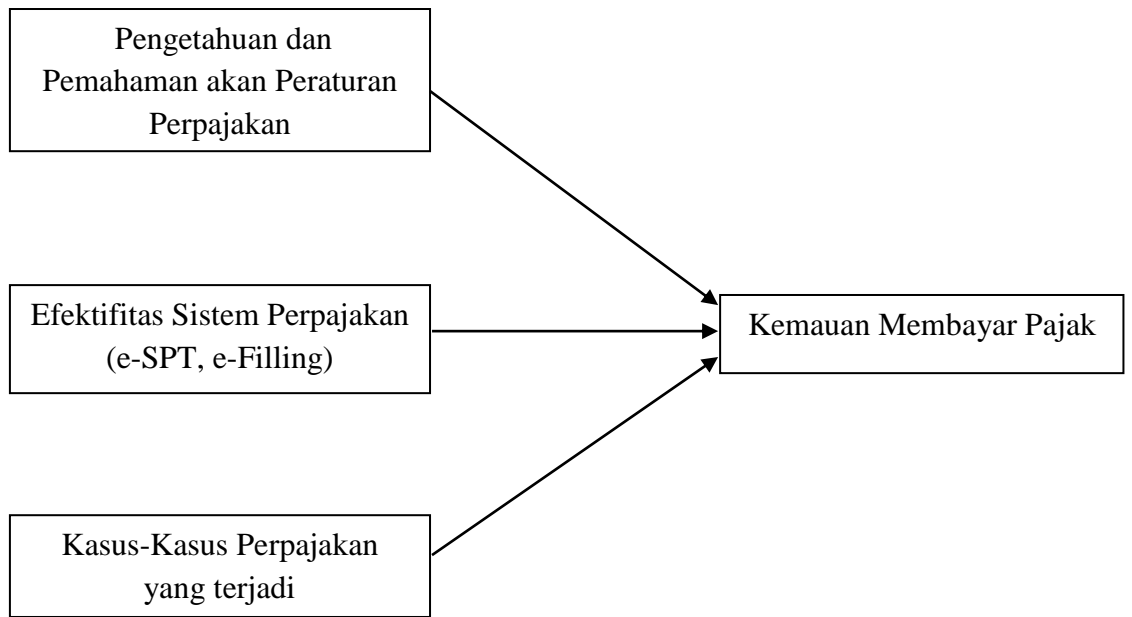 Pengetahuan dan
Pemahaman akan Peraturan
Perpajakan
Efektifitas Sistem Perpajakan
(e-SPT, e-Filling)
Kemauan Membayar Pajak
Kasus-Kasus Perpajakan
yang terjadi